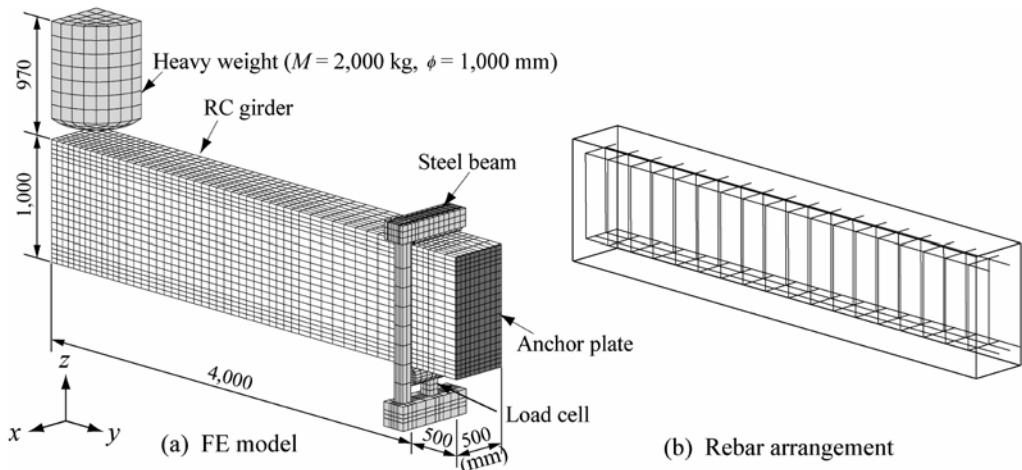 Heavy weight (M = 2,000 kg, ϕ = 1,000 mm)
970
RC girder
Steel beam
1,000
Anchor plate
4,000
Load cell
500
500
(mm)
z
x
y
(a) FE model
(b) Rebar arrangement